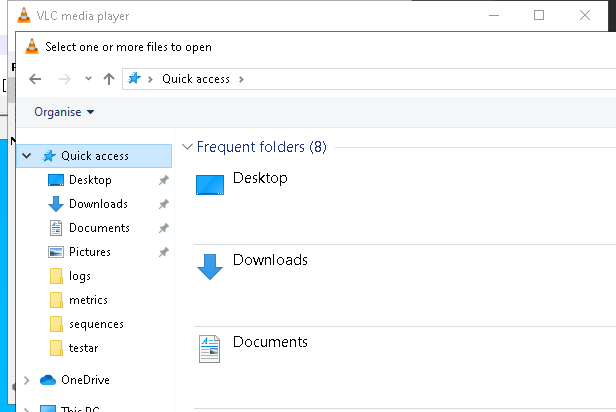 VLC media player
Select one or more files to open
Quick access
Organise
Quick access
Desktop
Downloads
Documents
Pictures
logs
metrics
sequences
testar
OneDrive
This PC
Frequent folders (8)
Desktop
Downloads
Documents